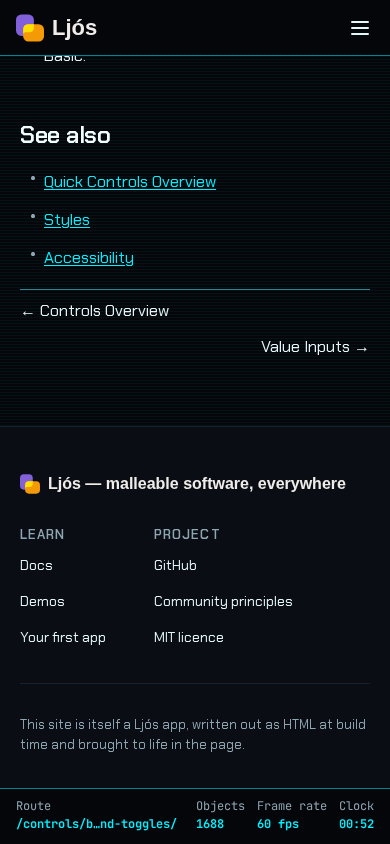 Ljós
Basic.
See also
Quick Controls Overview
Styles
Accessibility
← Controls Overview
Value Inputs →
Ljós — malleable software, everywhere
LEARN
Docs
Demos
Your first app
PROJECT
GitHub
Community principles
MIT licence
This site is itself a Ljós app, written out as HTML at build
time and brought to life in the page.
Route
/controls/b…nd-toggles/
Objects
1688
Frame rate
60 fps
Clock
00:52